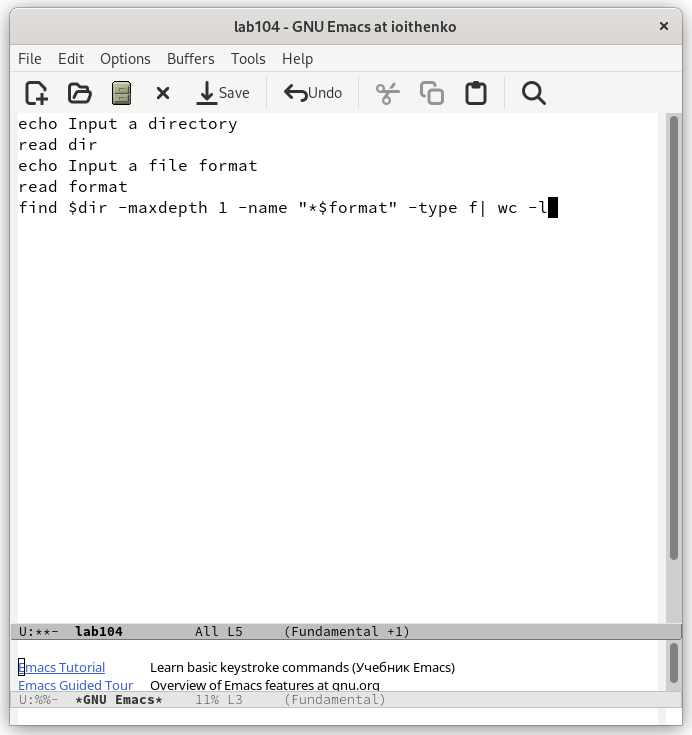 lab104 - GNU Emacs at ioithenko
File Edit Options Buffers Tools Help
Save Undo
echo Input a directory
read dir
echo Input a file format
read format
find $dir -maxdepth 1 -name "*$format" -type f| wc -l
U:**- lab104 All L5 (Fundamental +1)
Emacs Tutorial Learn basic keystroke commands (Учебник Emacs)
Emacs Guided Tour Overview of Emacs features at gnu.org
U:%%- *GNU Emacs* 11% L3 (Fundamental)